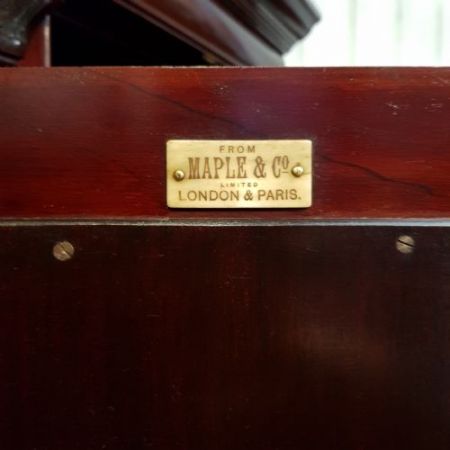 FROM
MAPLE & Co.
LIMITED
LONDON & PARIS.